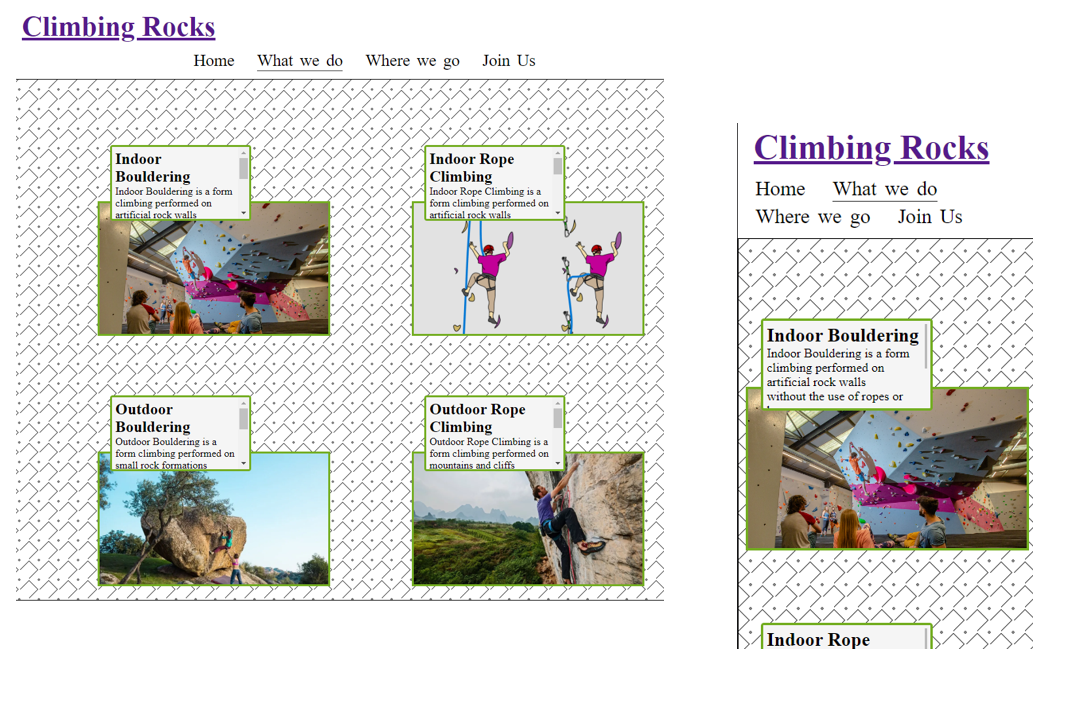 Climbing Rocks
Home What we do Where we go Join Us
Indoor
Bouldering
Indoor Bouldering is a form
climbing performed on
artificial rock walls
Indoor Rope
Climbing
Indoor Rope Climbing is a
form climbing performed on
artificial rock walls
Outdoor
Bouldering
Outdoor Bouldering is a
form climbing performed on
small rock formations
Outdoor Rope
Climbing
Outdoor Rope Climbing is a
form climbing performed on
mountains and cliffs
Climbing Rocks
Home What we do
Where we go Join Us
Indoor Bouldering
Indoor Bouldering is a form
climbing performed on
artificial rock walls
without the use of ropes or
Indoor Rope